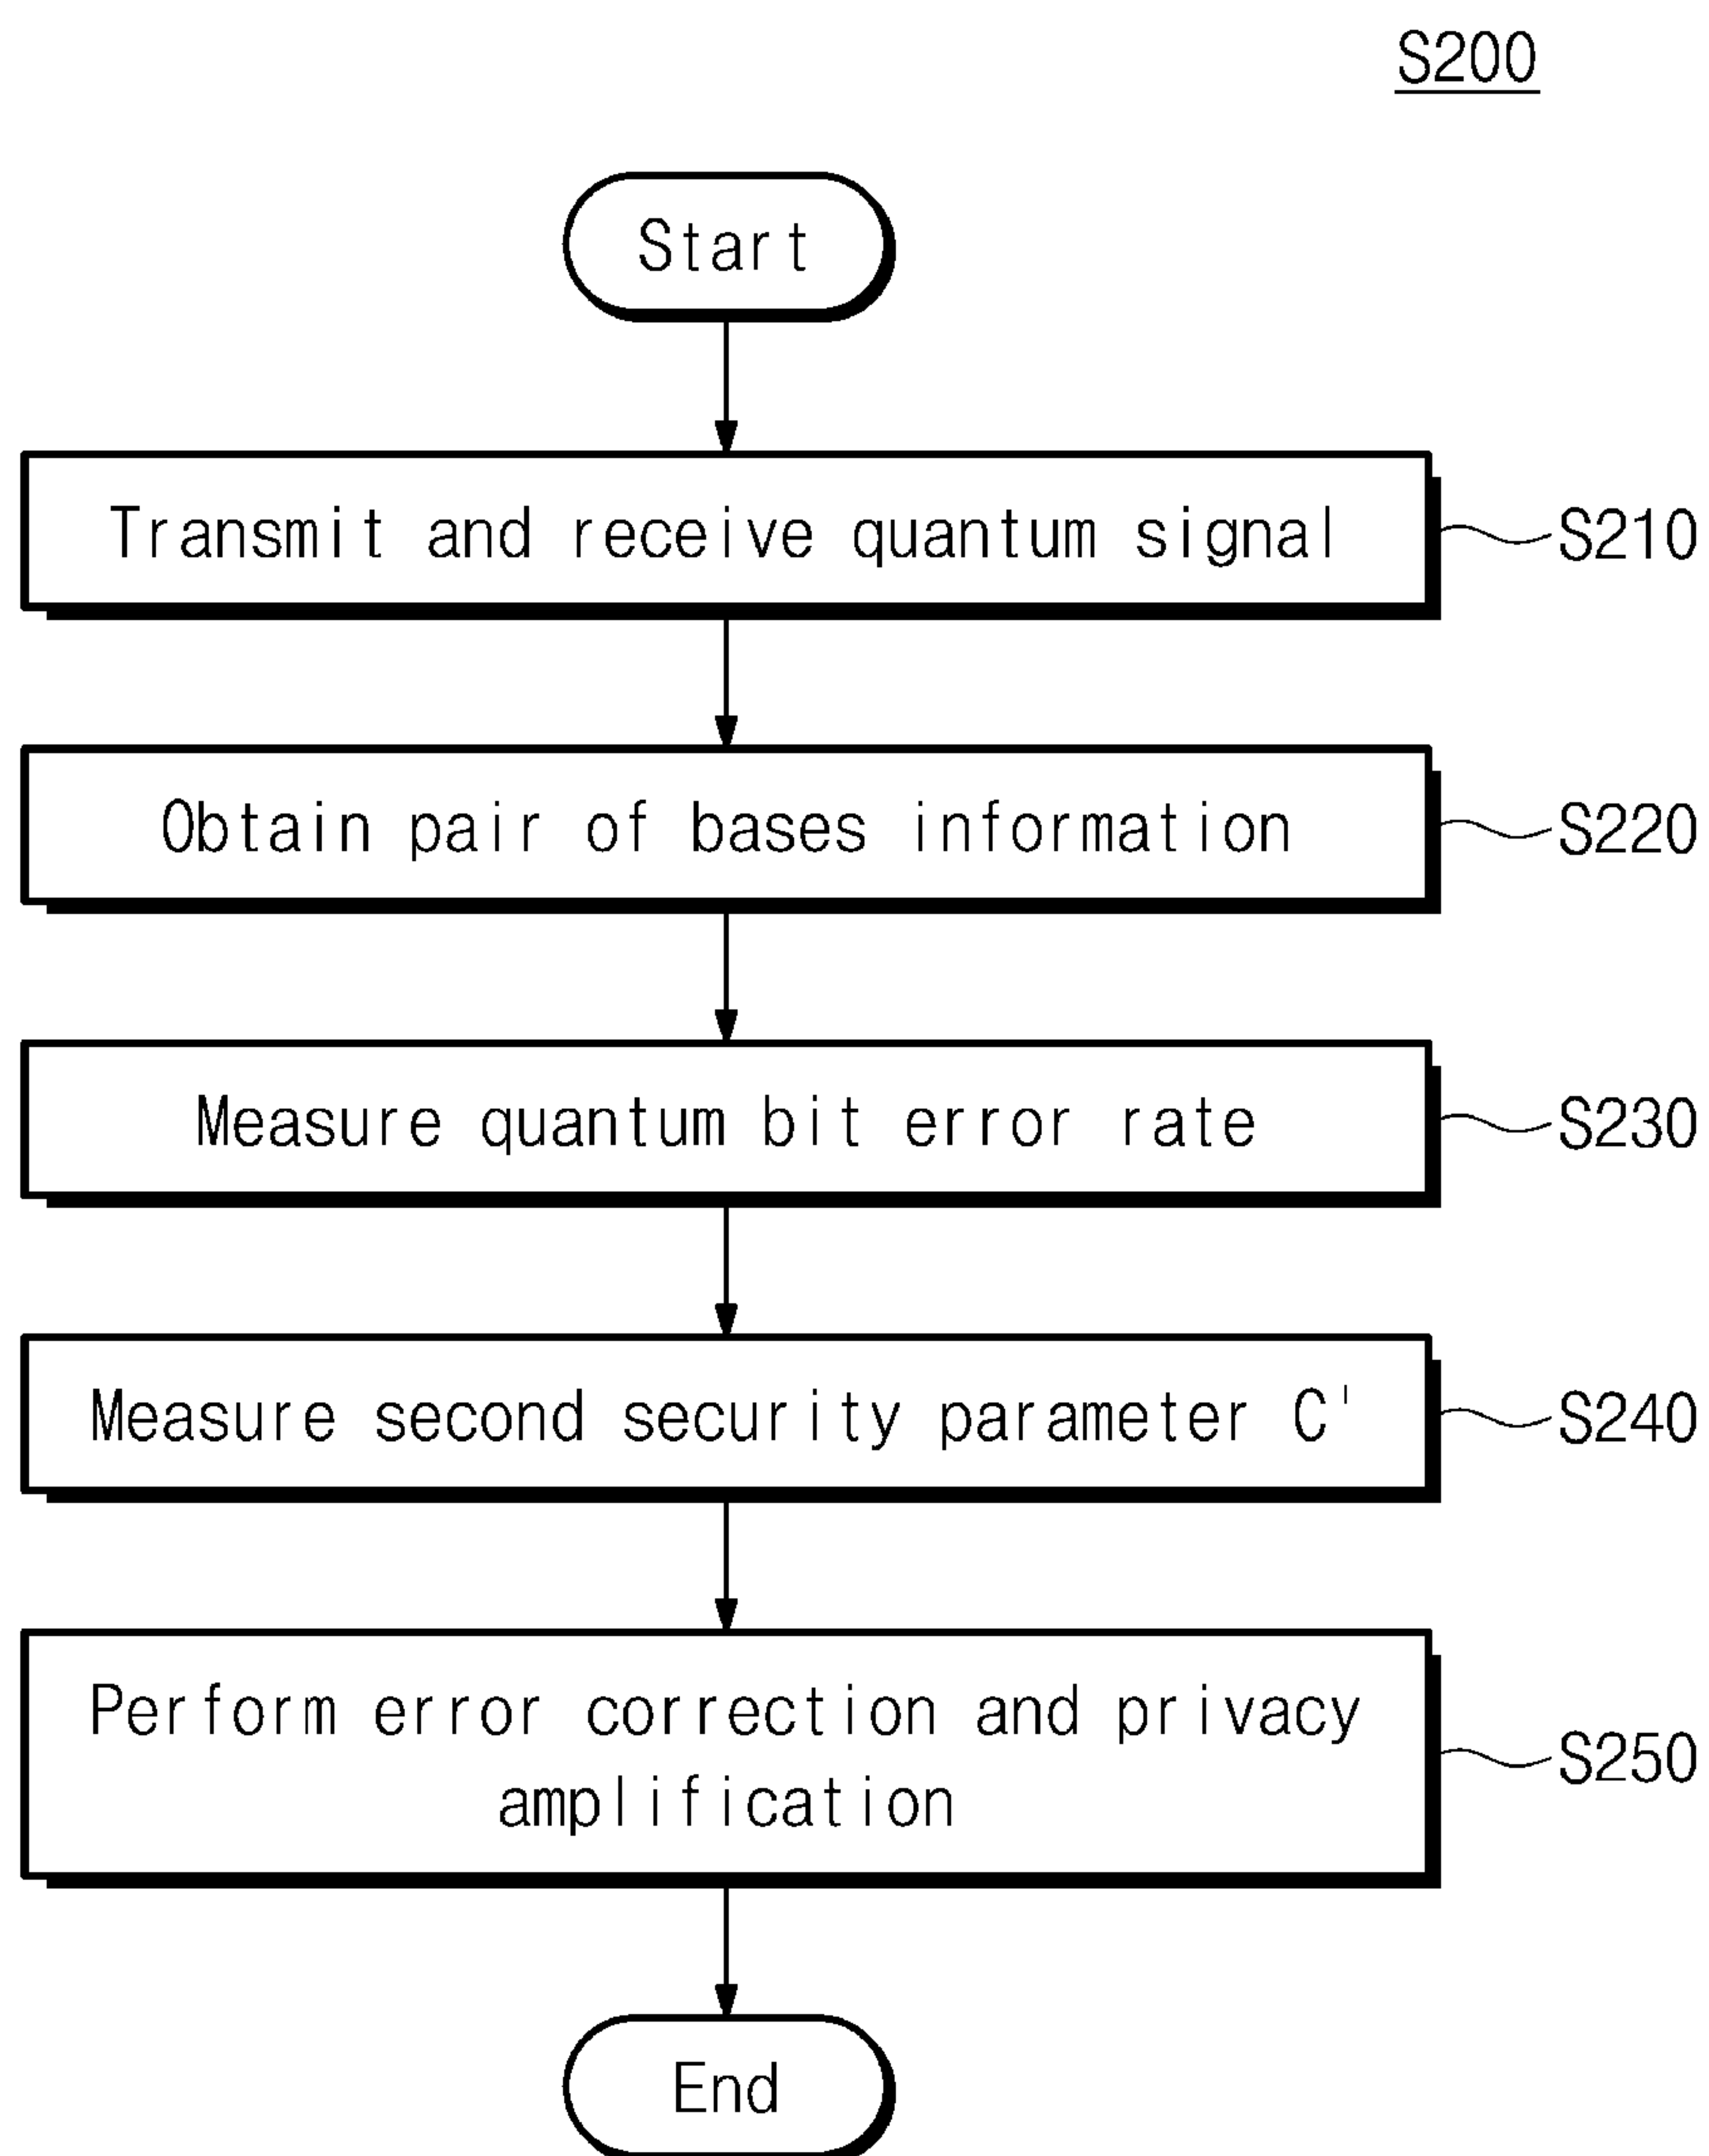 S200
Start
Transmit and receive quantum signal
S210
Obtain pair of bases information
S220
Measure quantum bit error rate
S230
Measure second security parameter C'
S240
Perform error correction and privacy
amplification
S250
End